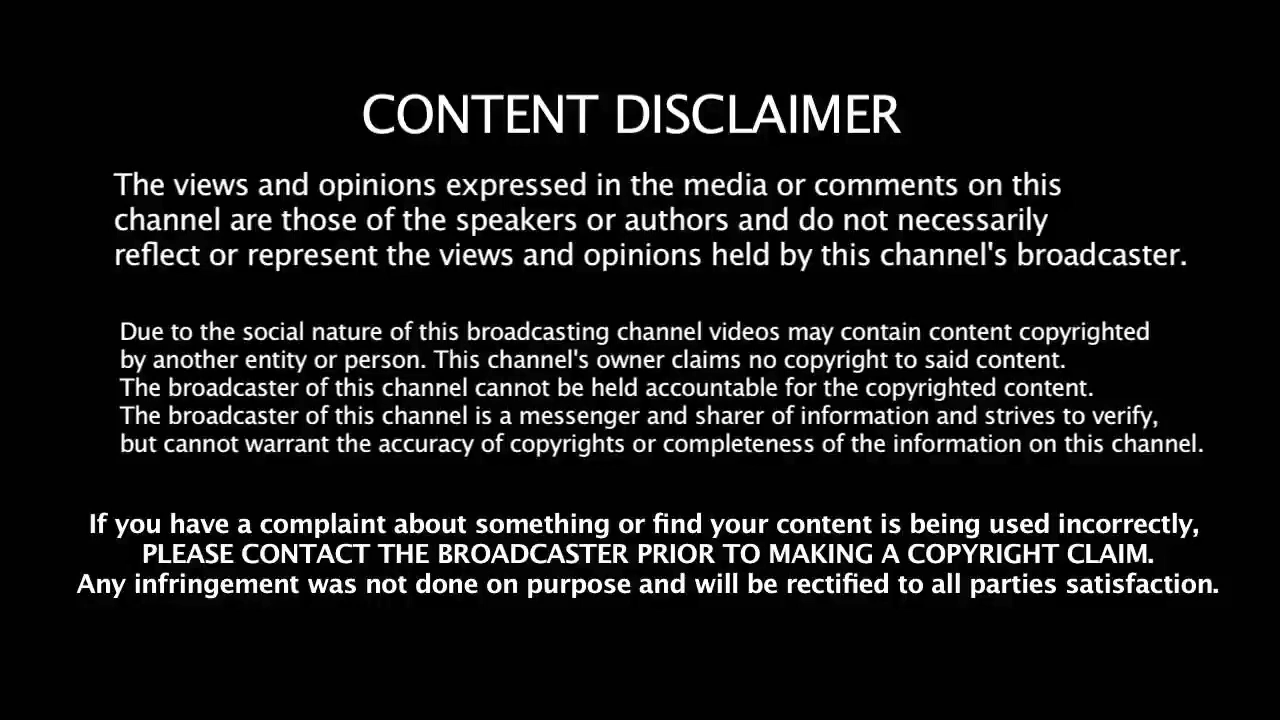 CONTENT DISCLAIMER
The views and opinions expressed in the media or comments on this
channel are those of the speakers or authors and do not necessarily
reflect or represent the views and opinions held by this channel's broadcaster.
Due to the social nature of this broadcasting channel videos may contain content copyrighted
by another entity or person. This channel's owner claims no copyright to said content.
The broadcaster of this channel cannot be held accountable for the copyrighted content.
The broadcaster of this channel is a messenger and sharer of information and strives to verify,
but cannot warrant the accuracy of copyrights or completeness of the information on this channel.
If you have a complaint about something or find your content is being used incorrectly,
PLEASE CONTACT THE BROADCASTER PRIOR TO MAKING A COPYRIGHT CLAIM.
Any infringement was not done on purpose and will be rectified to all parties satisfaction.